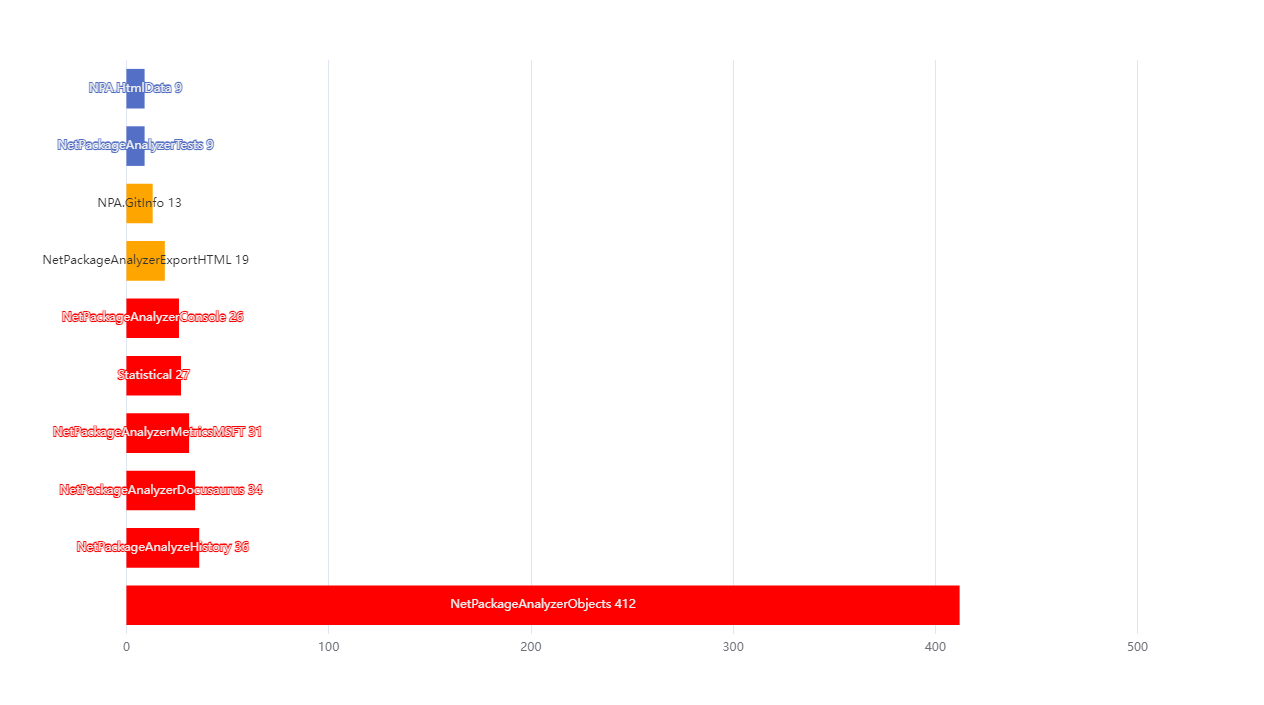 NPA.HtmlData 9
NetPackageAnalyzerTests 9
NPA.GitInfo 13
NetPackageAnalyzerExportHTML 19
NetPackageAnalyzerConsole 26
Statistical 27
NetPackageAnalyzerMetricsMSFT 31
NetPackageAnalyzerDocusaurus 34
NetPackageAnalyzeHistory 36
NetPackageAnalyzerObjects 412
0 100 200 300 400 500